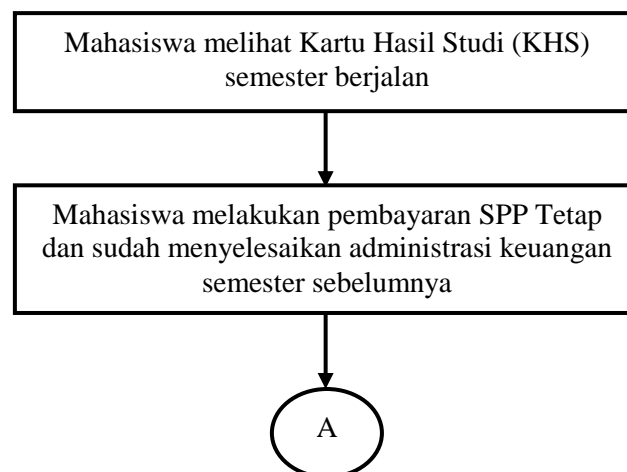 Mahasiswa melihat Kartu Hasil Studi (KHS)
semester berjalan
Mahasiswa melakukan pembayaran SPP Tetap
dan sudah menyelesaikan administrasi keuangan
semester sebelumnya
A